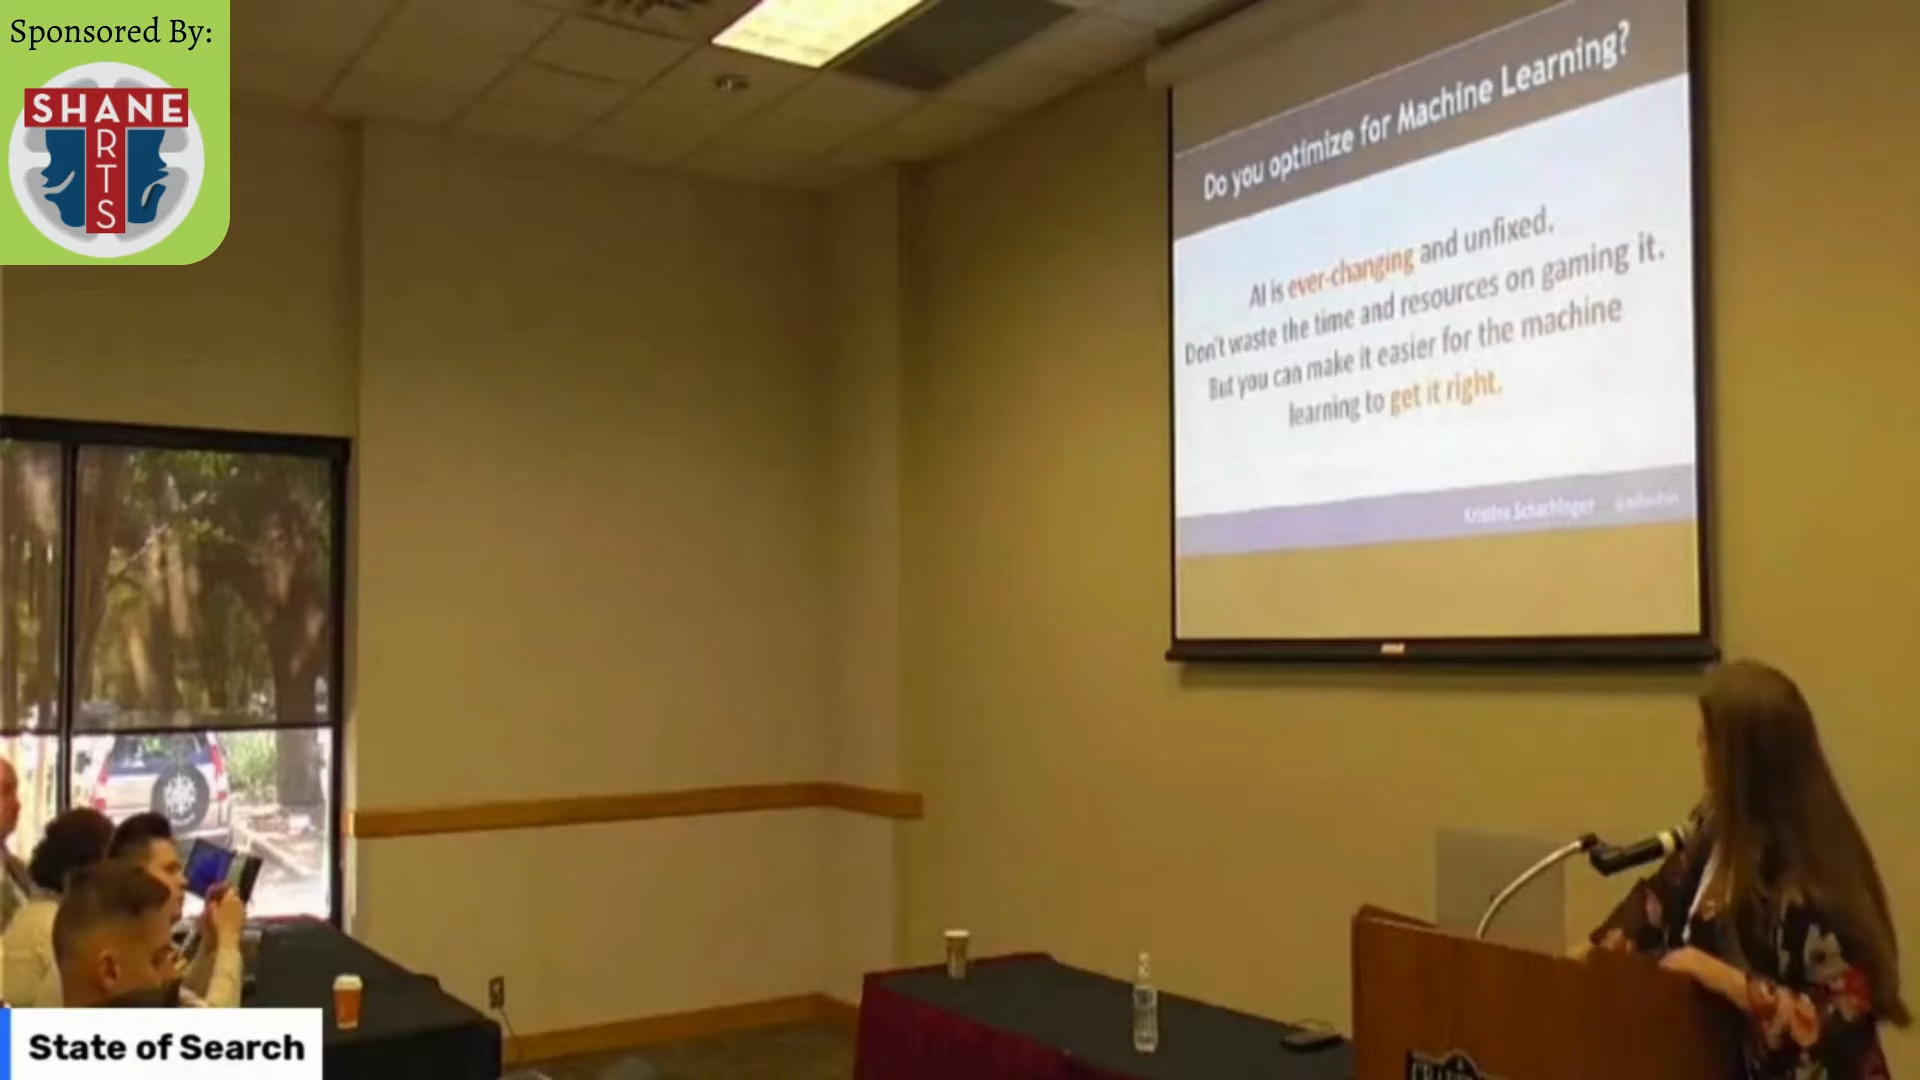 Sponsored By:
SHANE
RTS
Do you optimize for Machine Learning?
AI is ever-changing and unfixed.
Don't waste the time and resources on gaming it.
But you can make it easier for the machine
learning to get it right.
Kristine Schachinger
State of Search